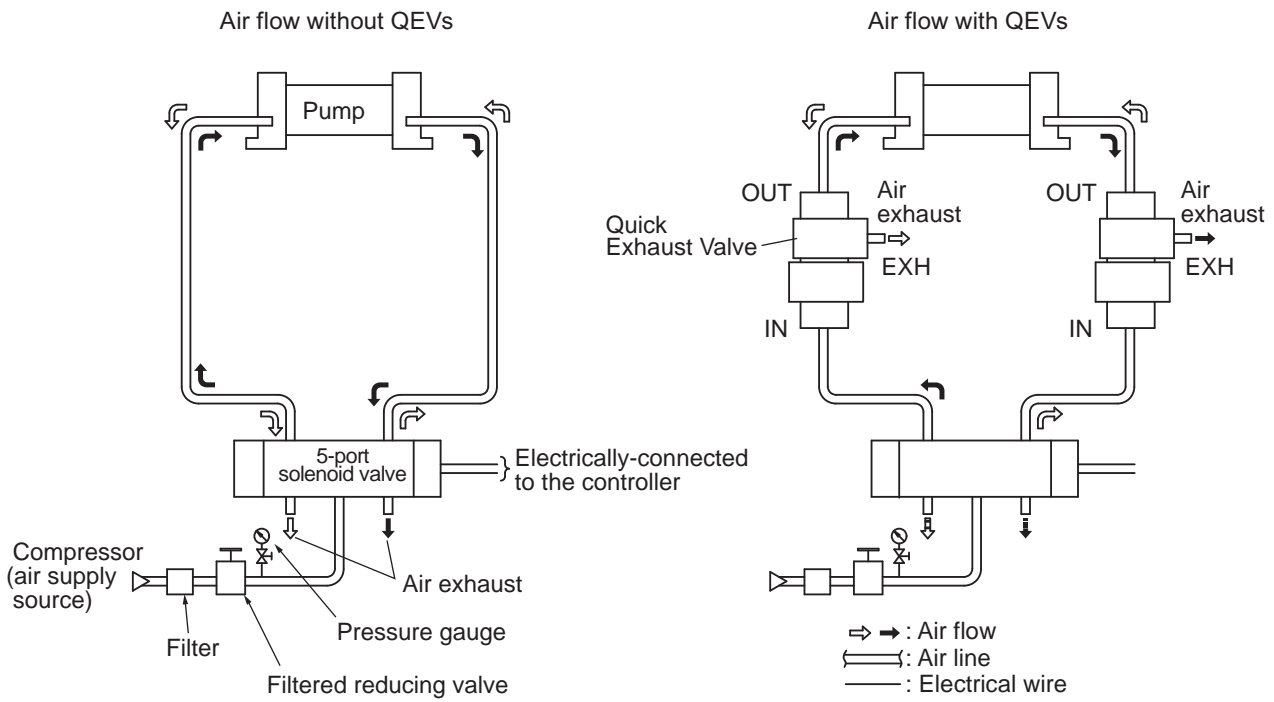 Air flow without QEVs
Pump
5-port
solenoid valve
Electrically-connected
to the controller
Compressor
(air supply
source)
Air exhaust
Pressure gauge
Filter
Filtered reducing valve
Air flow with QEVs
OUT
Air
exhaust
Quick
Exhaust Valve
EXH
IN
OUT
Air
exhaust
EXH
IN
: Air flow
: Air line
: Electrical wire